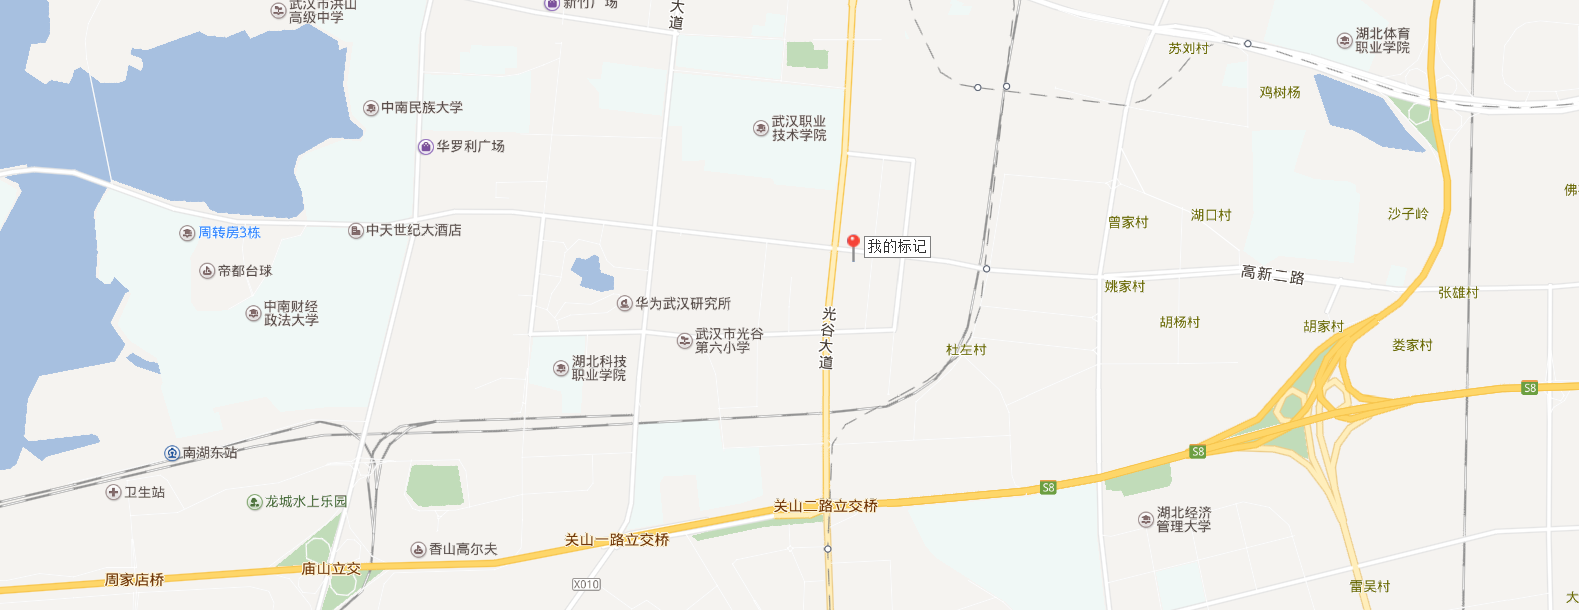 武汉市洪山
高级中学
新竹广场
大
道
湖北体育
职业学院
苏刘村
鸡树杨
中南民族大学
华罗利广场
武汉职业
技术学院
佛
沙子岭
湖口村
曾家村
周转房3栋
中天世纪大酒店
我的标记
帝都台球
高新二路
姚家村
张雄村
华为武汉研究所
中南财经
政法大学
光
谷
大
道
胡杨村
胡家村
娄家村
武汉市光谷
第六小学
杜左村
湖北科技
职业学院
S8
南湖东站
S8
卫生站
S8
龙城水上乐园
关山二路立交桥
湖北经济
管理大学
关山一路立交桥
香山高尔夫
庙山立交
周家店桥
X010
雷吴村
大